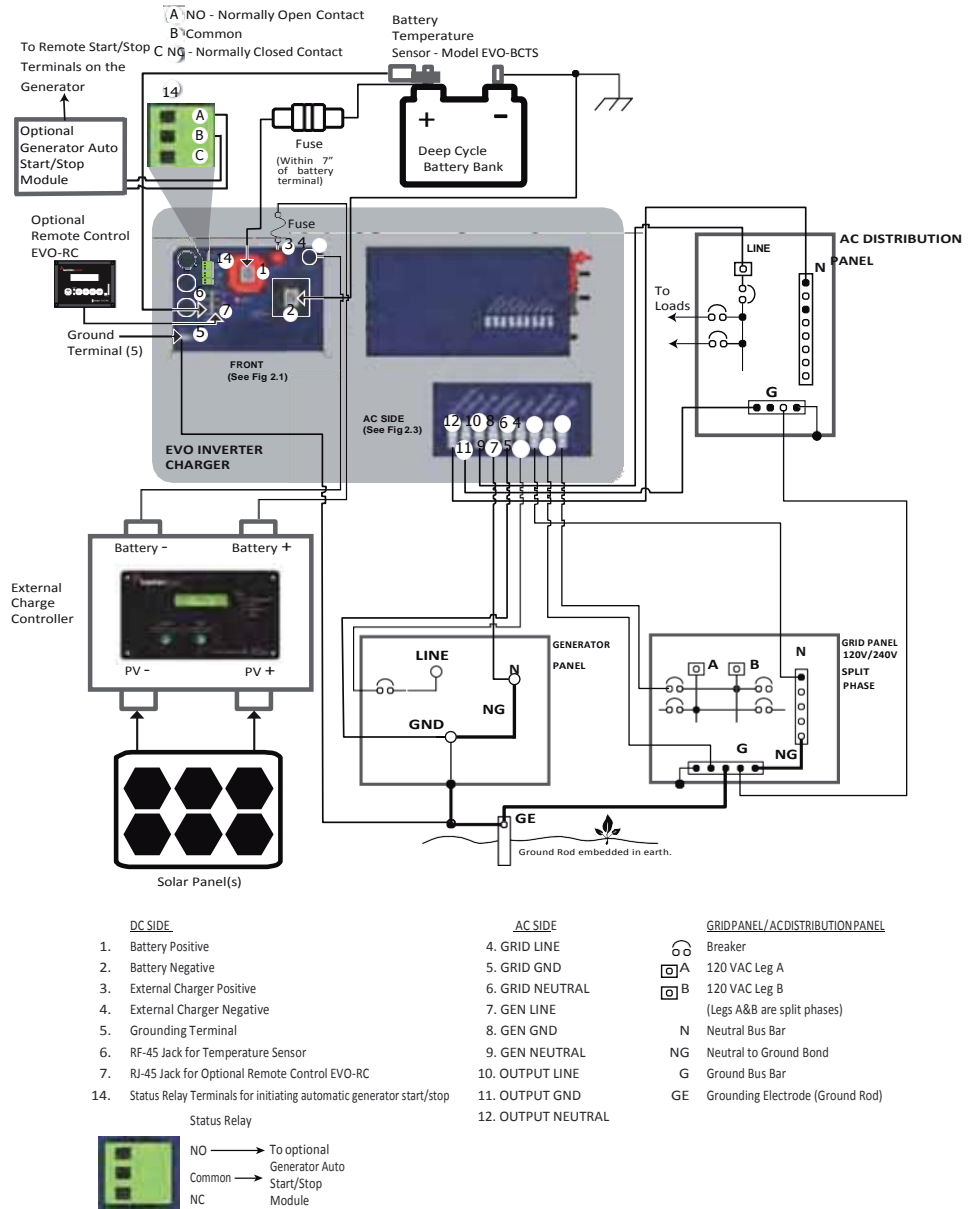 A NO - Normally Open Contact
B Common
C NG - Normally Closed Contact
To Remote Start/Stop
Terminals on the
Generator
14
A
B
C
Optional
Generator Auto
Start/Stop
Module
Battery
Temperature
Sensor - Model EVO-BCTS
Fuse
(Within 7"
of battery
terminal)
+
-
Deep Cycle
Battery Bank
Optional
Remote Control
EVO-RC
Fuse
3 4
14
1
6
7
2
5
Ground
Terminal (5)
FRONT
(See Fig 2.1)
AC SIDE
(See Fig 2.3)
12 10 8 6 4
11 9 7 5
EVO INVERTER
CHARGER
AC DISTRIBUTION
PANEL
LINE
N
To
Loads
G
Battery -
Battery +
External
Charge
Controller
PV -
PV +
Solar Panel(s)
GENERATOR
PANEL
LINE
N
NG
GND
GRID PANEL
120V/240V
SPLIT
PHASE
A
B
N
G
NG
GE
Ground Rod embedded in earth.
DC SIDE
1. Battery Positive
2. Battery Negative
3. External Charger Positive
4. External Charger Negative
5. Grounding Terminal
6. RF-45 Jack for Temperature Sensor
7. RJ-45 Jack for Optional Remote Control EVO-RC
14. Status Relay Terminals for initiating automatic generator start/stop
Status Relay
NO
Common
NC
To optional
Generator Auto
Start/Stop
Module
AC SIDE
4. GRID LINE
5. GRID GND
6. GRID NEUTRAL
7. GEN LINE
8. GEN GND
9. GEN NEUTRAL
10. OUTPUT LINE
11. OUTPUT GND
12. OUTPUT NEUTRAL
GRIDPANEL/ACDISTRIBUTIONPANEL
Breaker
A 120 VAC Leg A
B 120 VAC Leg B
(Legs A&B are split phases)
N Neutral Bus Bar
NG Neutral to Ground Bond
G Ground Bus Bar
GE Grounding Electrode (Ground Rod)